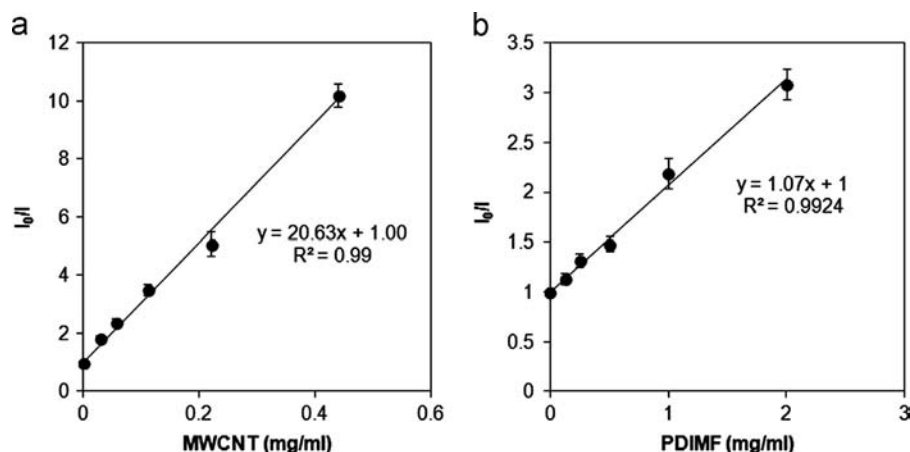 a
12
10
8
6
4
2
0
I₀/I
y = 20.63x + 1.00
R² = 0.99
0
0.2
0.4
0.6
MWCNT (mg/ml)
b
3.5
3
2.5
2
1.5
1
0.5
0
I₀/I
y = 1.07x + 1
R² = 0.9924
0
1
2
3
PDIMF (mg/ml)